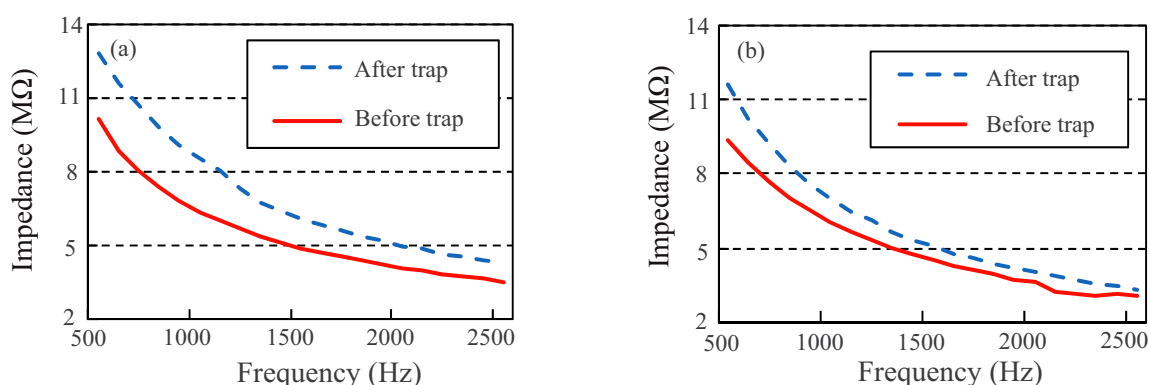 14
(a)
After trap
Before trap
11
8
5
2
Impedance (MΩ)
500
1000
1500
2000
2500
Frequency (Hz)
14
(b)
After trap
Before trap
11
8
5
2
Impedance (MΩ)
500
1000
1500
2000
2500
Frequency (Hz)